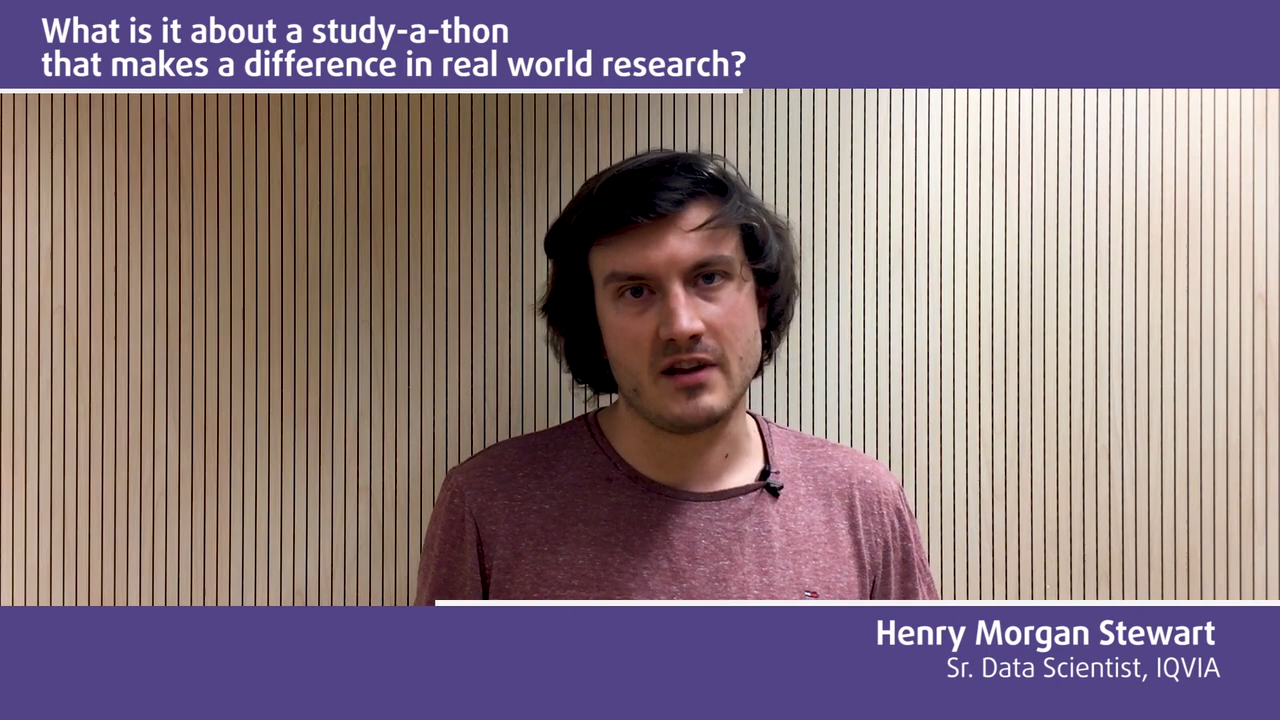 What is it about a study-a-thon
that makes a difference in real world research?
Henry Morgan Stewart
Sr. Data Scientist, IQVIA